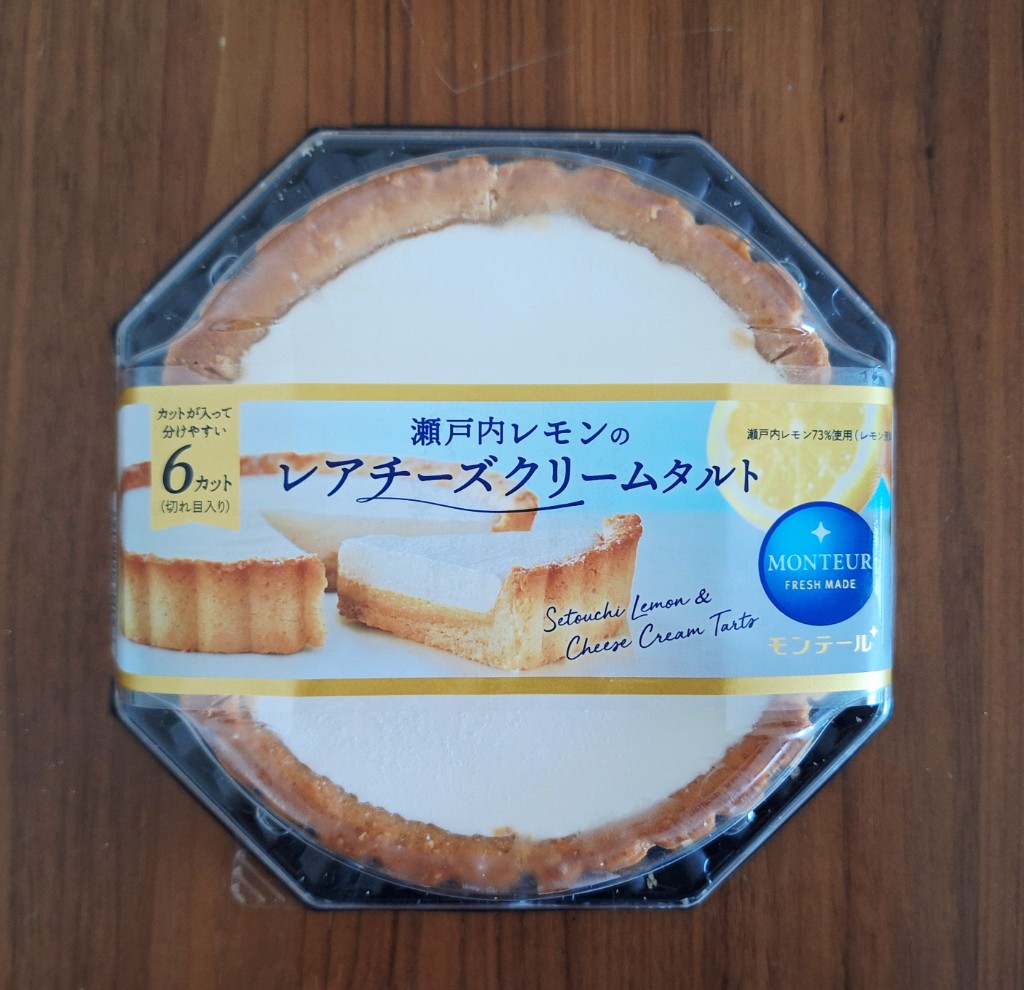 カットが入って
分けやすい
6カット
(切れ目入り)
瀬戸内レモンの
レアチーズクリームタルト
瀬戸内レモン73%使用(レモン
MONTEUR
FRESH MADE
モンテール
Setouchi Lemon &
Cheese Cream Tarts